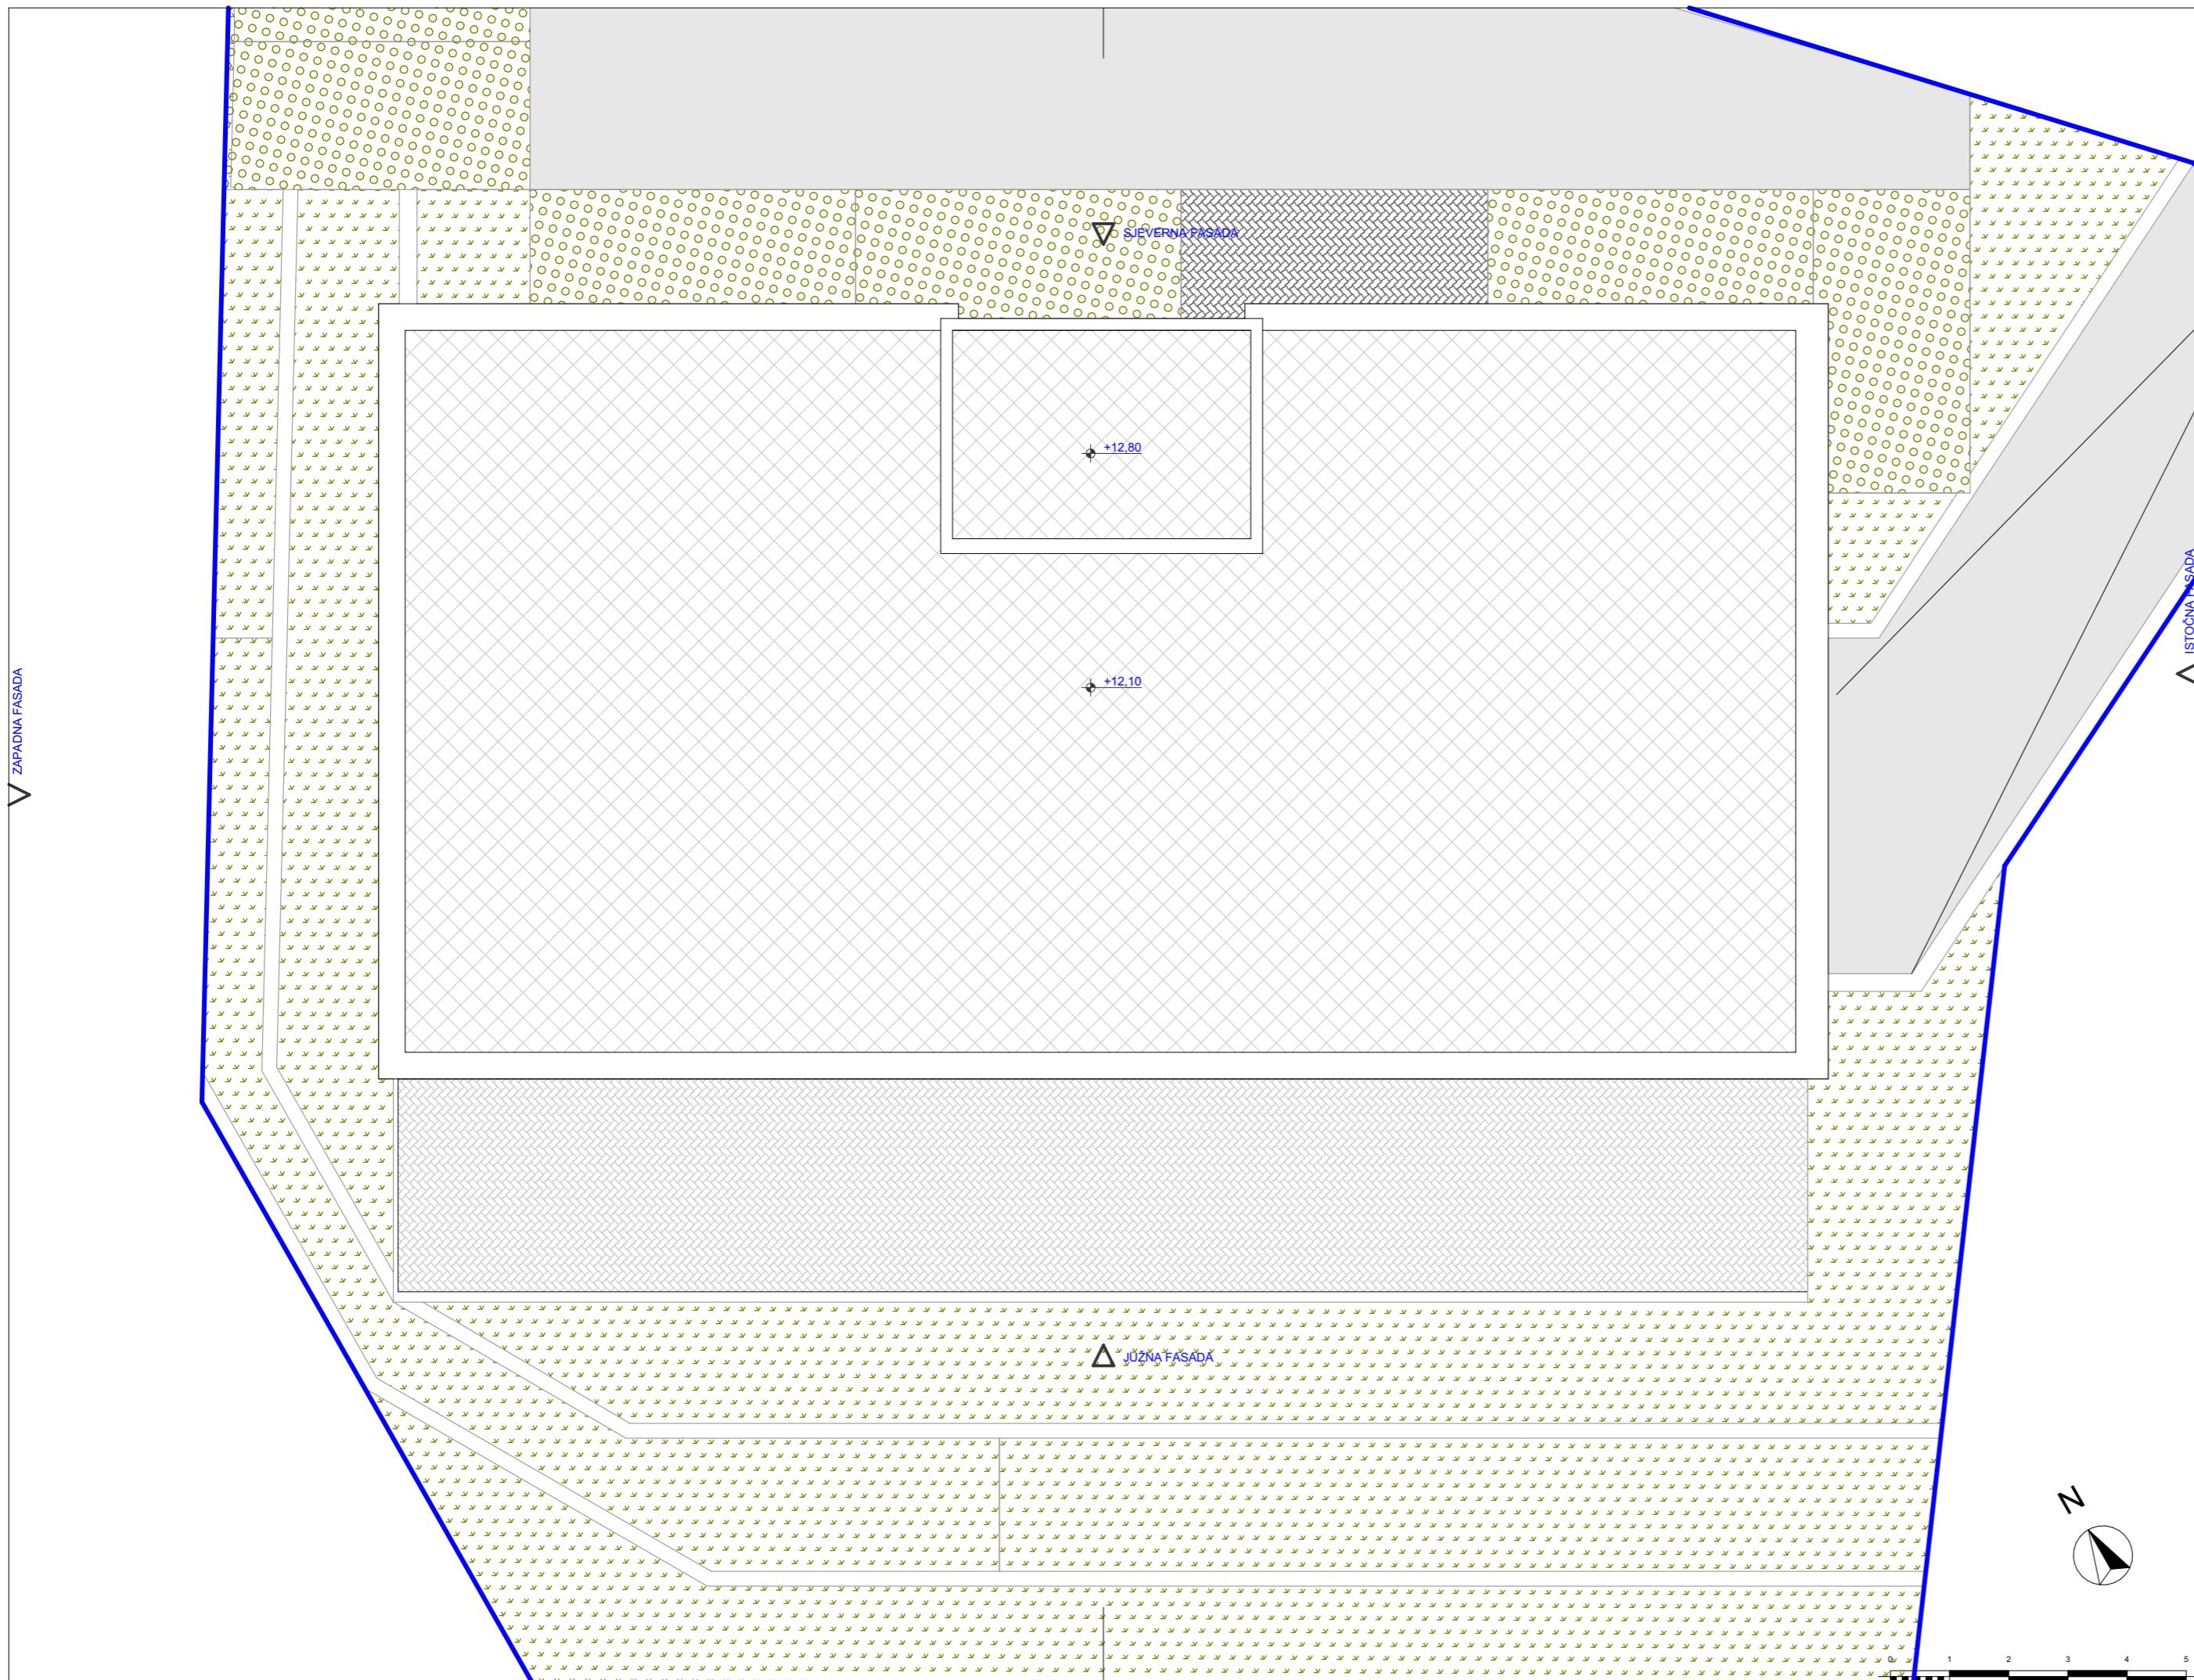 SJEVERNA FASADA
+12,80
ISTOČNA FASADA
ZAPADNA FASADA
+12,10
JUŽNA FASADA
N
0 1 2 3 4 5